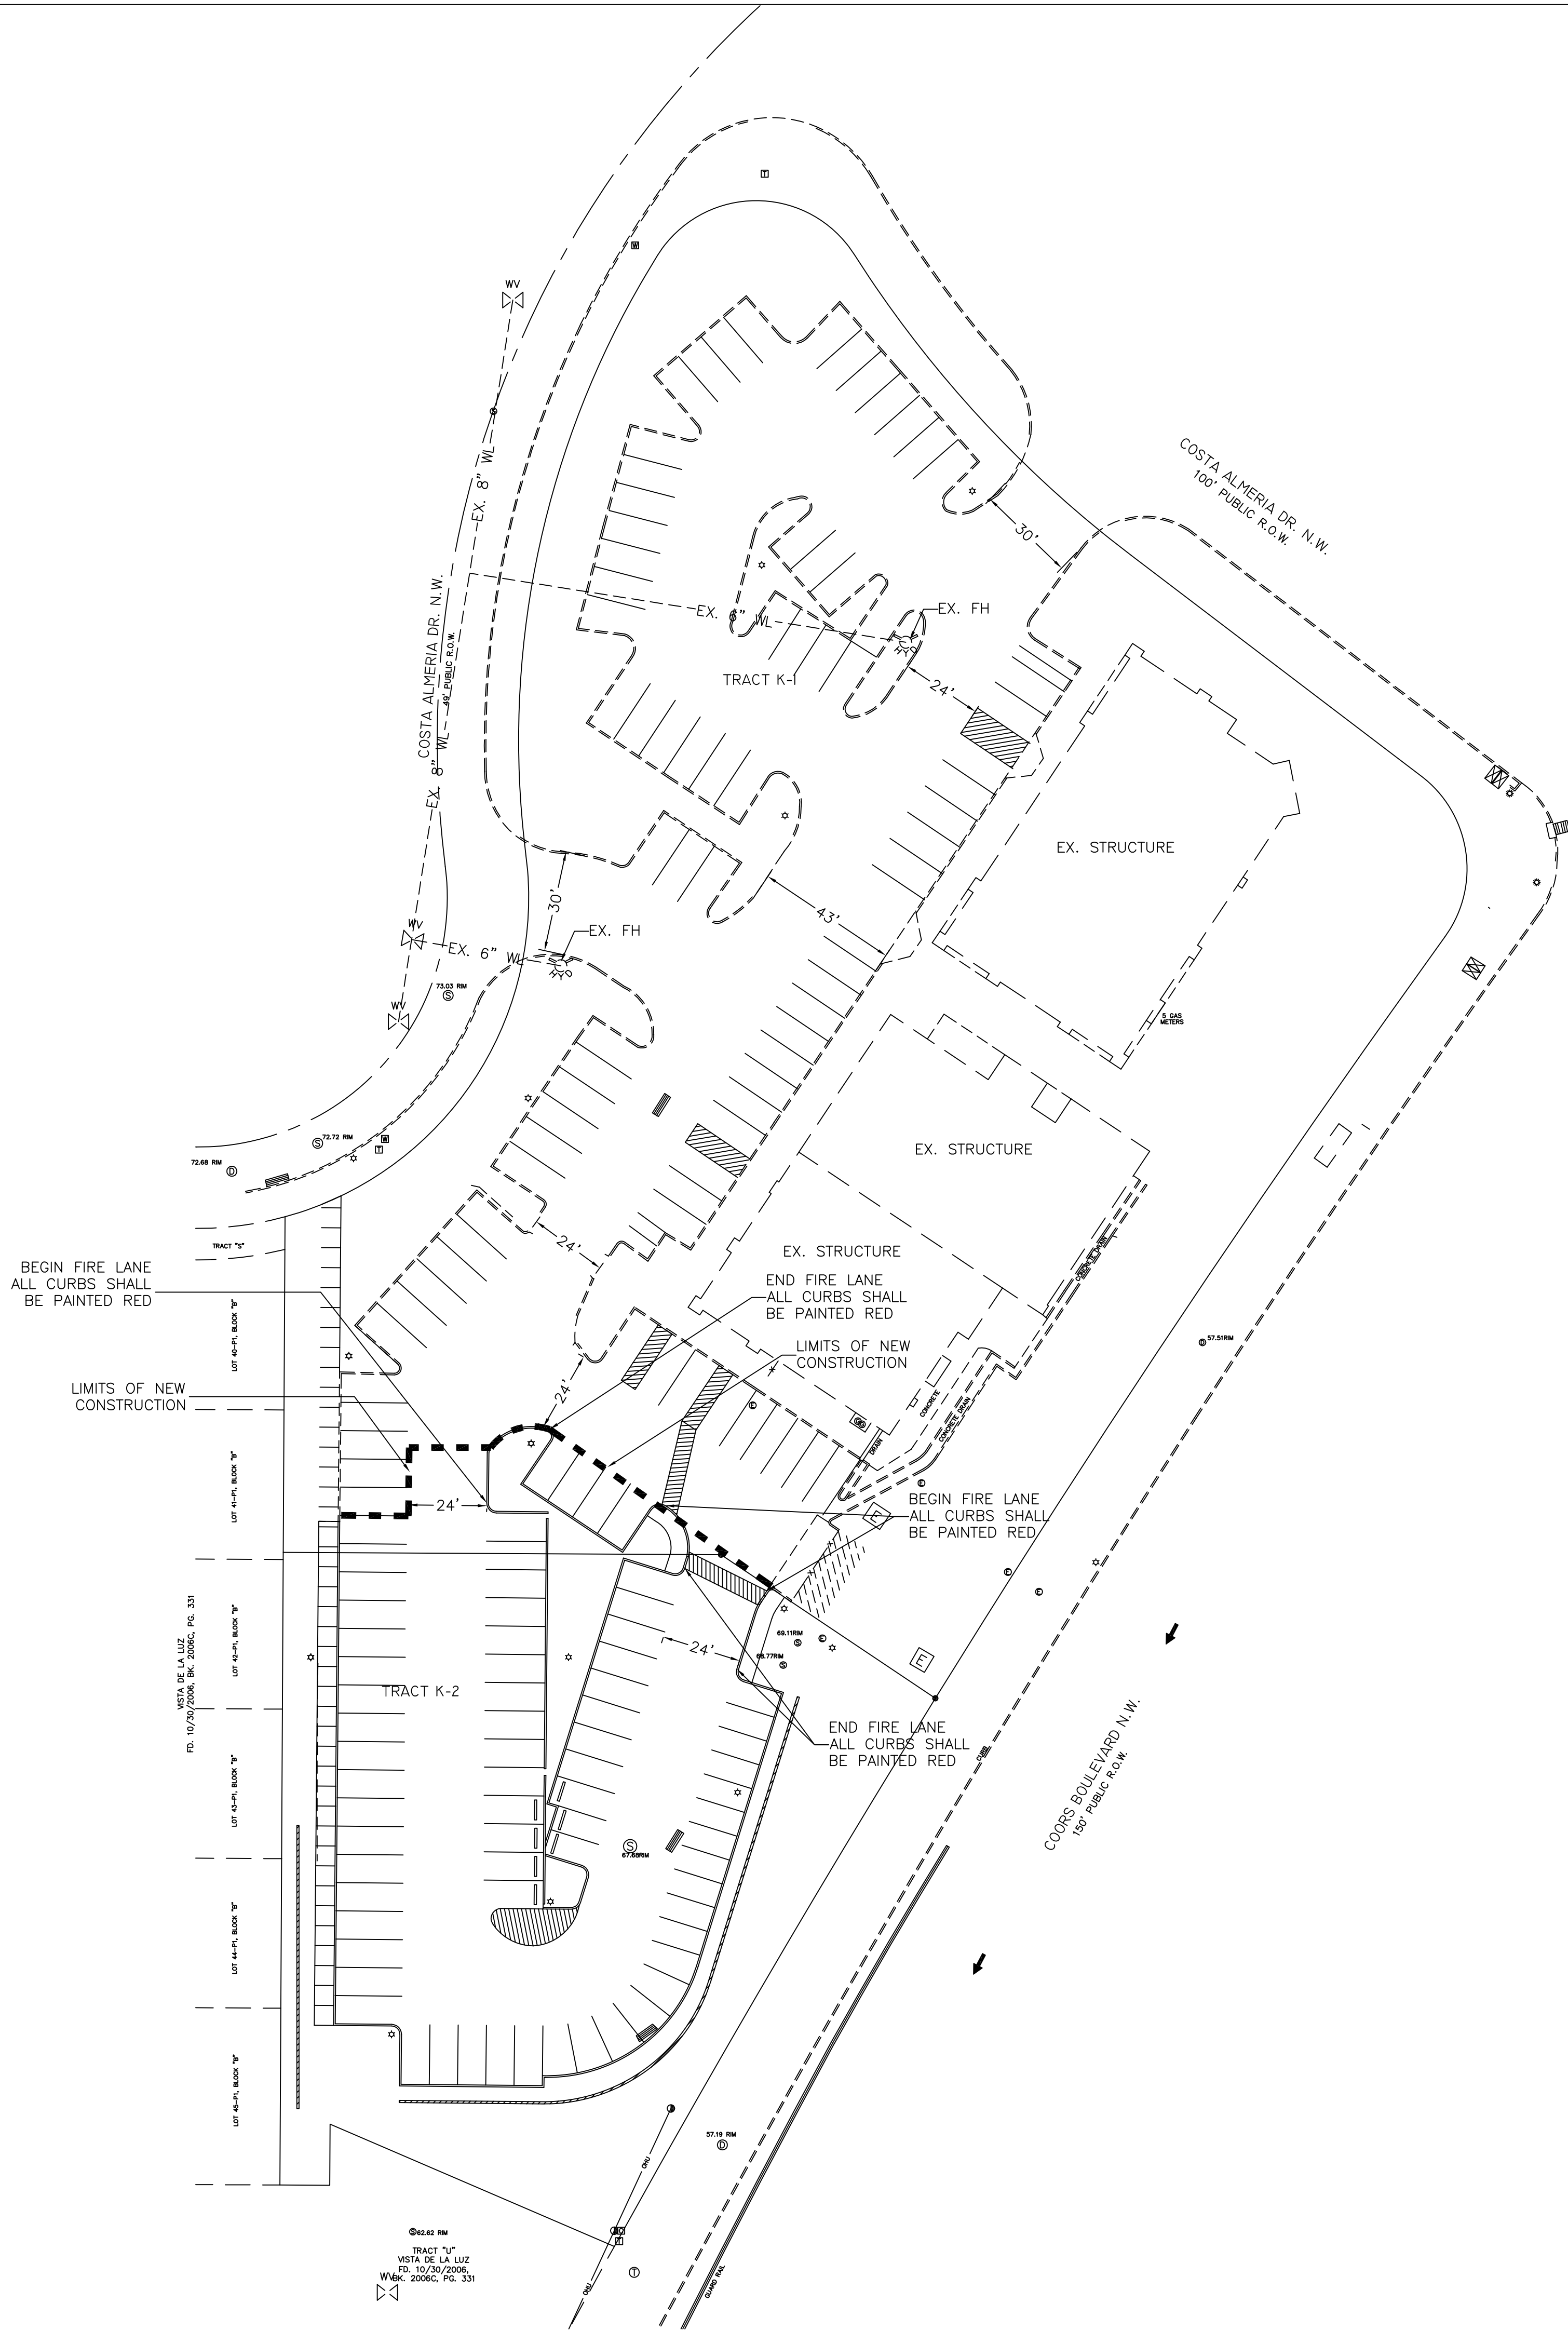 WV
EX. 8" WL
COSTA ALMERIA DR. N.W.
49' PUBLIC R.O.W.
EX. 8" WL
T
W
COSTA ALMERIA DR. N.W.
100' PUBLIC R.O.W.
30'
EX. 6" WL
EX. FH
HYD
TRACT K-1
24'
EX. STRUCTURE
43'
30'
EX. FH
HYD
WV
EX. 6" WL
73.03 RIM
S
WV
5 GAS
METERS
72.72 RIM
S
W
T
72.68 RIM
D
EX. STRUCTURE
TRACT "S"
24'
EX. STRUCTURE
CONCRETE DRAIN
BEGIN FIRE LANE
ALL CURBS SHALL
BE PAINTED RED
END FIRE LANE
ALL CURBS SHALL
BE PAINTED RED
LIMITS OF NEW
CONSTRUCTION
57.51RIM
D
LOT 40-P1, BLOCK "B"
LIMITS OF NEW
CONSTRUCTION
24'
CONCRETE
CONCRETE DRAIN
DRAIN
LOT 41-P1, BLOCK "B"
24'
BEGIN FIRE LANE
ALL CURBS SHALL
BE PAINTED RED
E
VISTA DE LA LUZ
FD. 10/30/2006, BK. 2006C, PG. 331
LOT 42-P1, BLOCK "B"
69.11RIM
S
68.77RIM
S
24'
E
TRACT K-2
END FIRE LANE
ALL CURBS SHALL
BE PAINTED RED
CURB
COORS BOULEVARD N.W.
150' PUBLIC R.O.W.
LOT 43-P1, BLOCK "B"
S
67.68RIM
LOT 44-P1, BLOCK "B"
LOT 45-P1, BLOCK "B"
57.19 RIM
D
OHU
S 62.62 RIM
TRACT "U"
VISTA DE LA LUZ
FD. 10/30/2006,
BK. 2006C, PG. 331
WV
T
T
OHU
GUARD RAIL